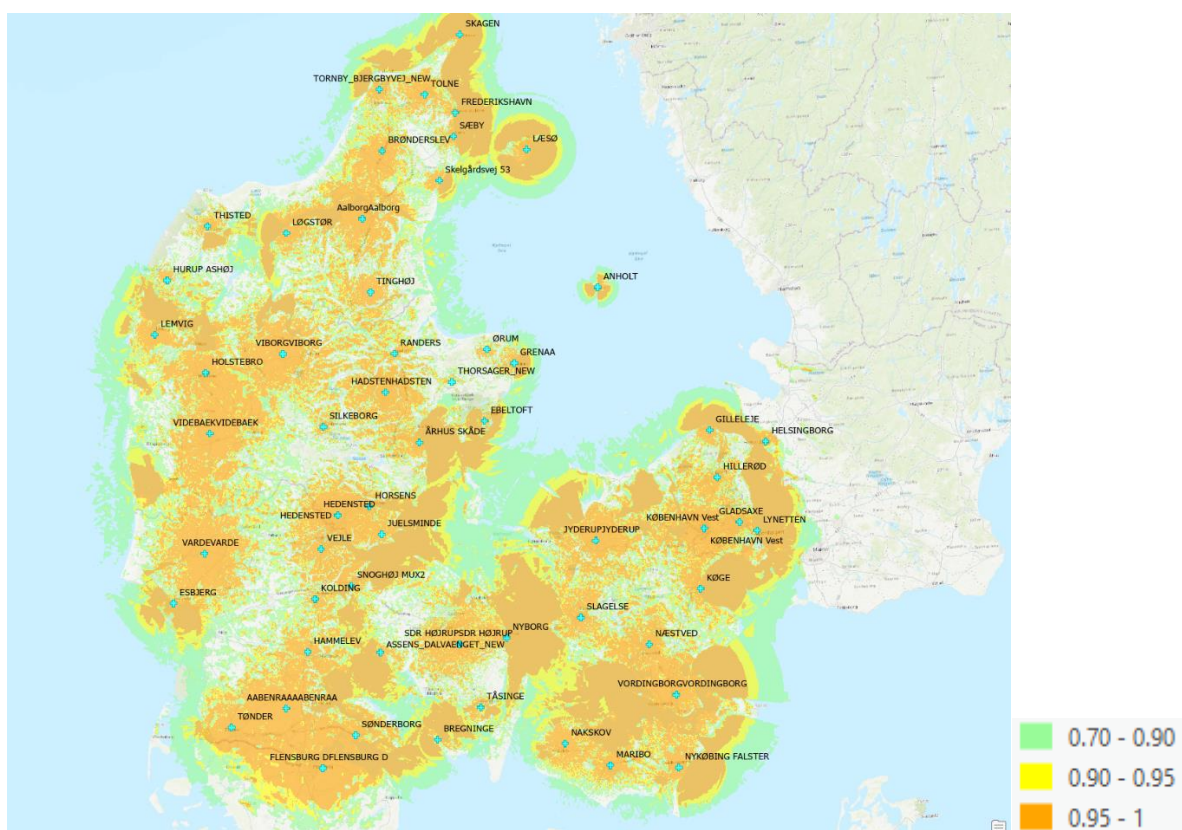 SKAGEN
TORNBY_BJERGBYVEJ_NEW
TOLNE
FREDERIKSHAVN
SÆBY
LÆSØ
BRØNDERSLEV
Skelgårdsvej 53
AalborgAalborg
THISTED
LØGSTØR
HURUP ASHØJ
ANHOLT
TINGHØJ
LEMVIG
VIBORGVIBORG
RANDERS
ØRUM
GRENAA
HOLSTEBRO
THORSAGER_NEW
HADSTENHADSTEN
EBELTOFT
SILKEBORG
VIDEBAEKVIDEBAEK
ÅRHUS SKÅDE
GILLELEJE
HELSINGBORG
HILLERØD
HORSENS
HEDENSTED
HEDENSTED
JUELSMINDE
GLADSAXE
KØBENHAVN Vest
LYNETTEN
VARDEVARDE
VEJLE
JYDERUPJYDERUP
KØBENHAVN Vest
SNOGHØJ MUX2
KØGE
ESBJERG
KOLDING
SLAGELSE
NYBORG
SDR HØJRUPSDR HØJRUP
HAMMELEV
ASSENS_DALVAENGET_NEW
NÆSTVED
AABENRAAAABENRAA
TÅSINGE
VORDINGBORGVORDINGBORG
TØNDER
SØNDERBORG
BREGNINGE
NAKSKOV
FLENSBURG DFLENSBURG D
MARIBO
NYKØBING FALSTER
0.70 - 0.90
0.90 - 0.95
0.95 - 1